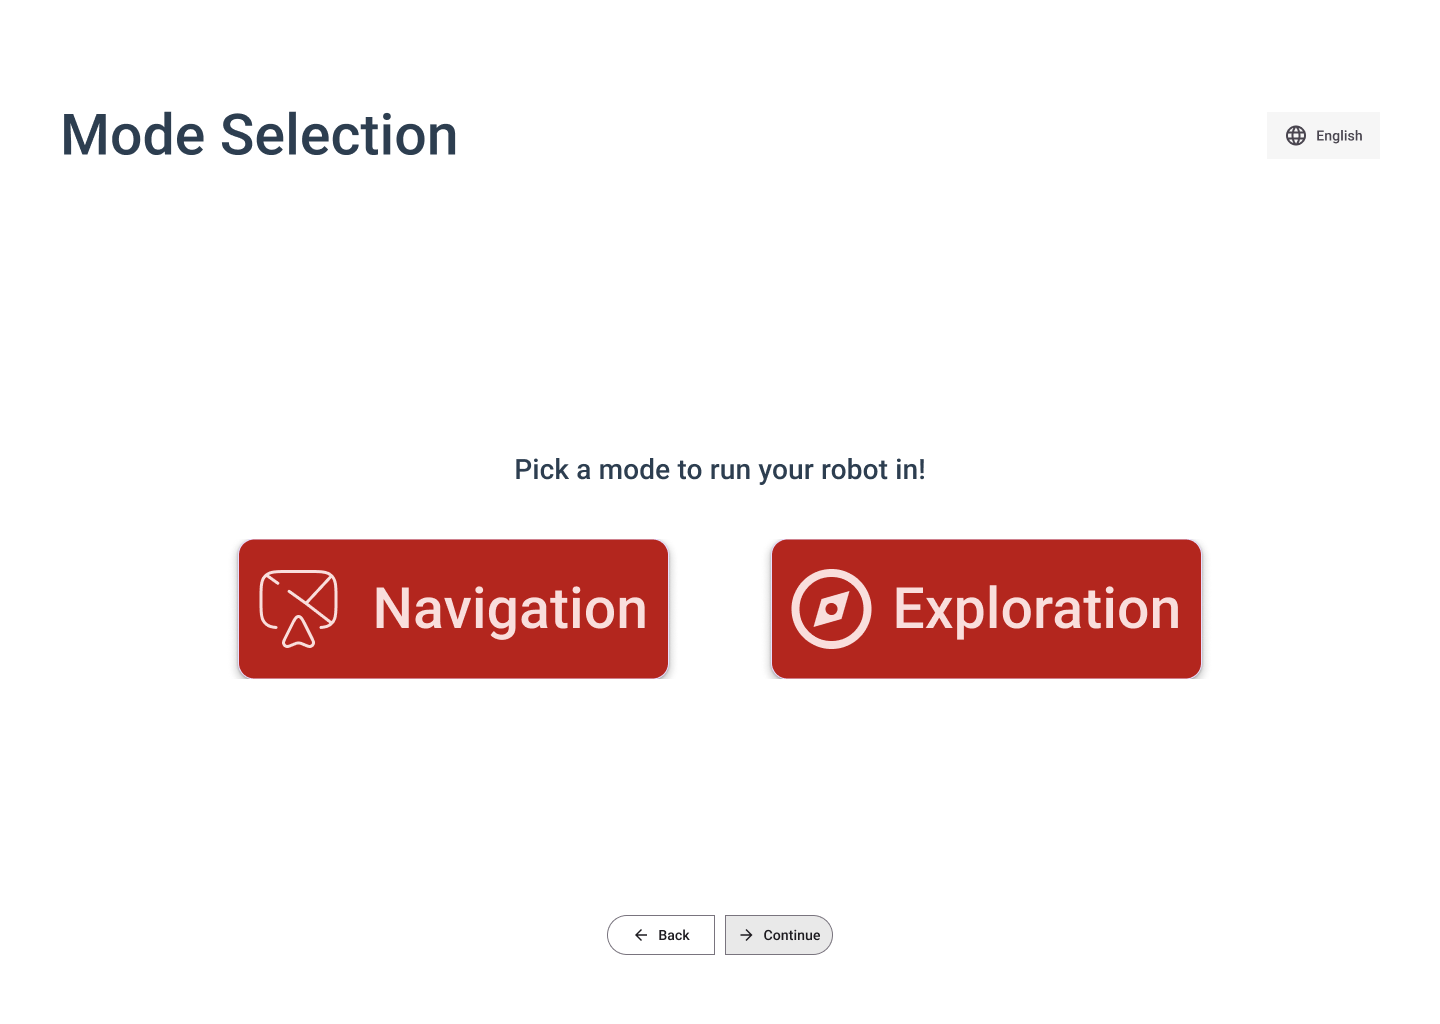 Mode Selection
English
Pick a mode to run your robot in!
Navigation
Exploration
Back
Continue